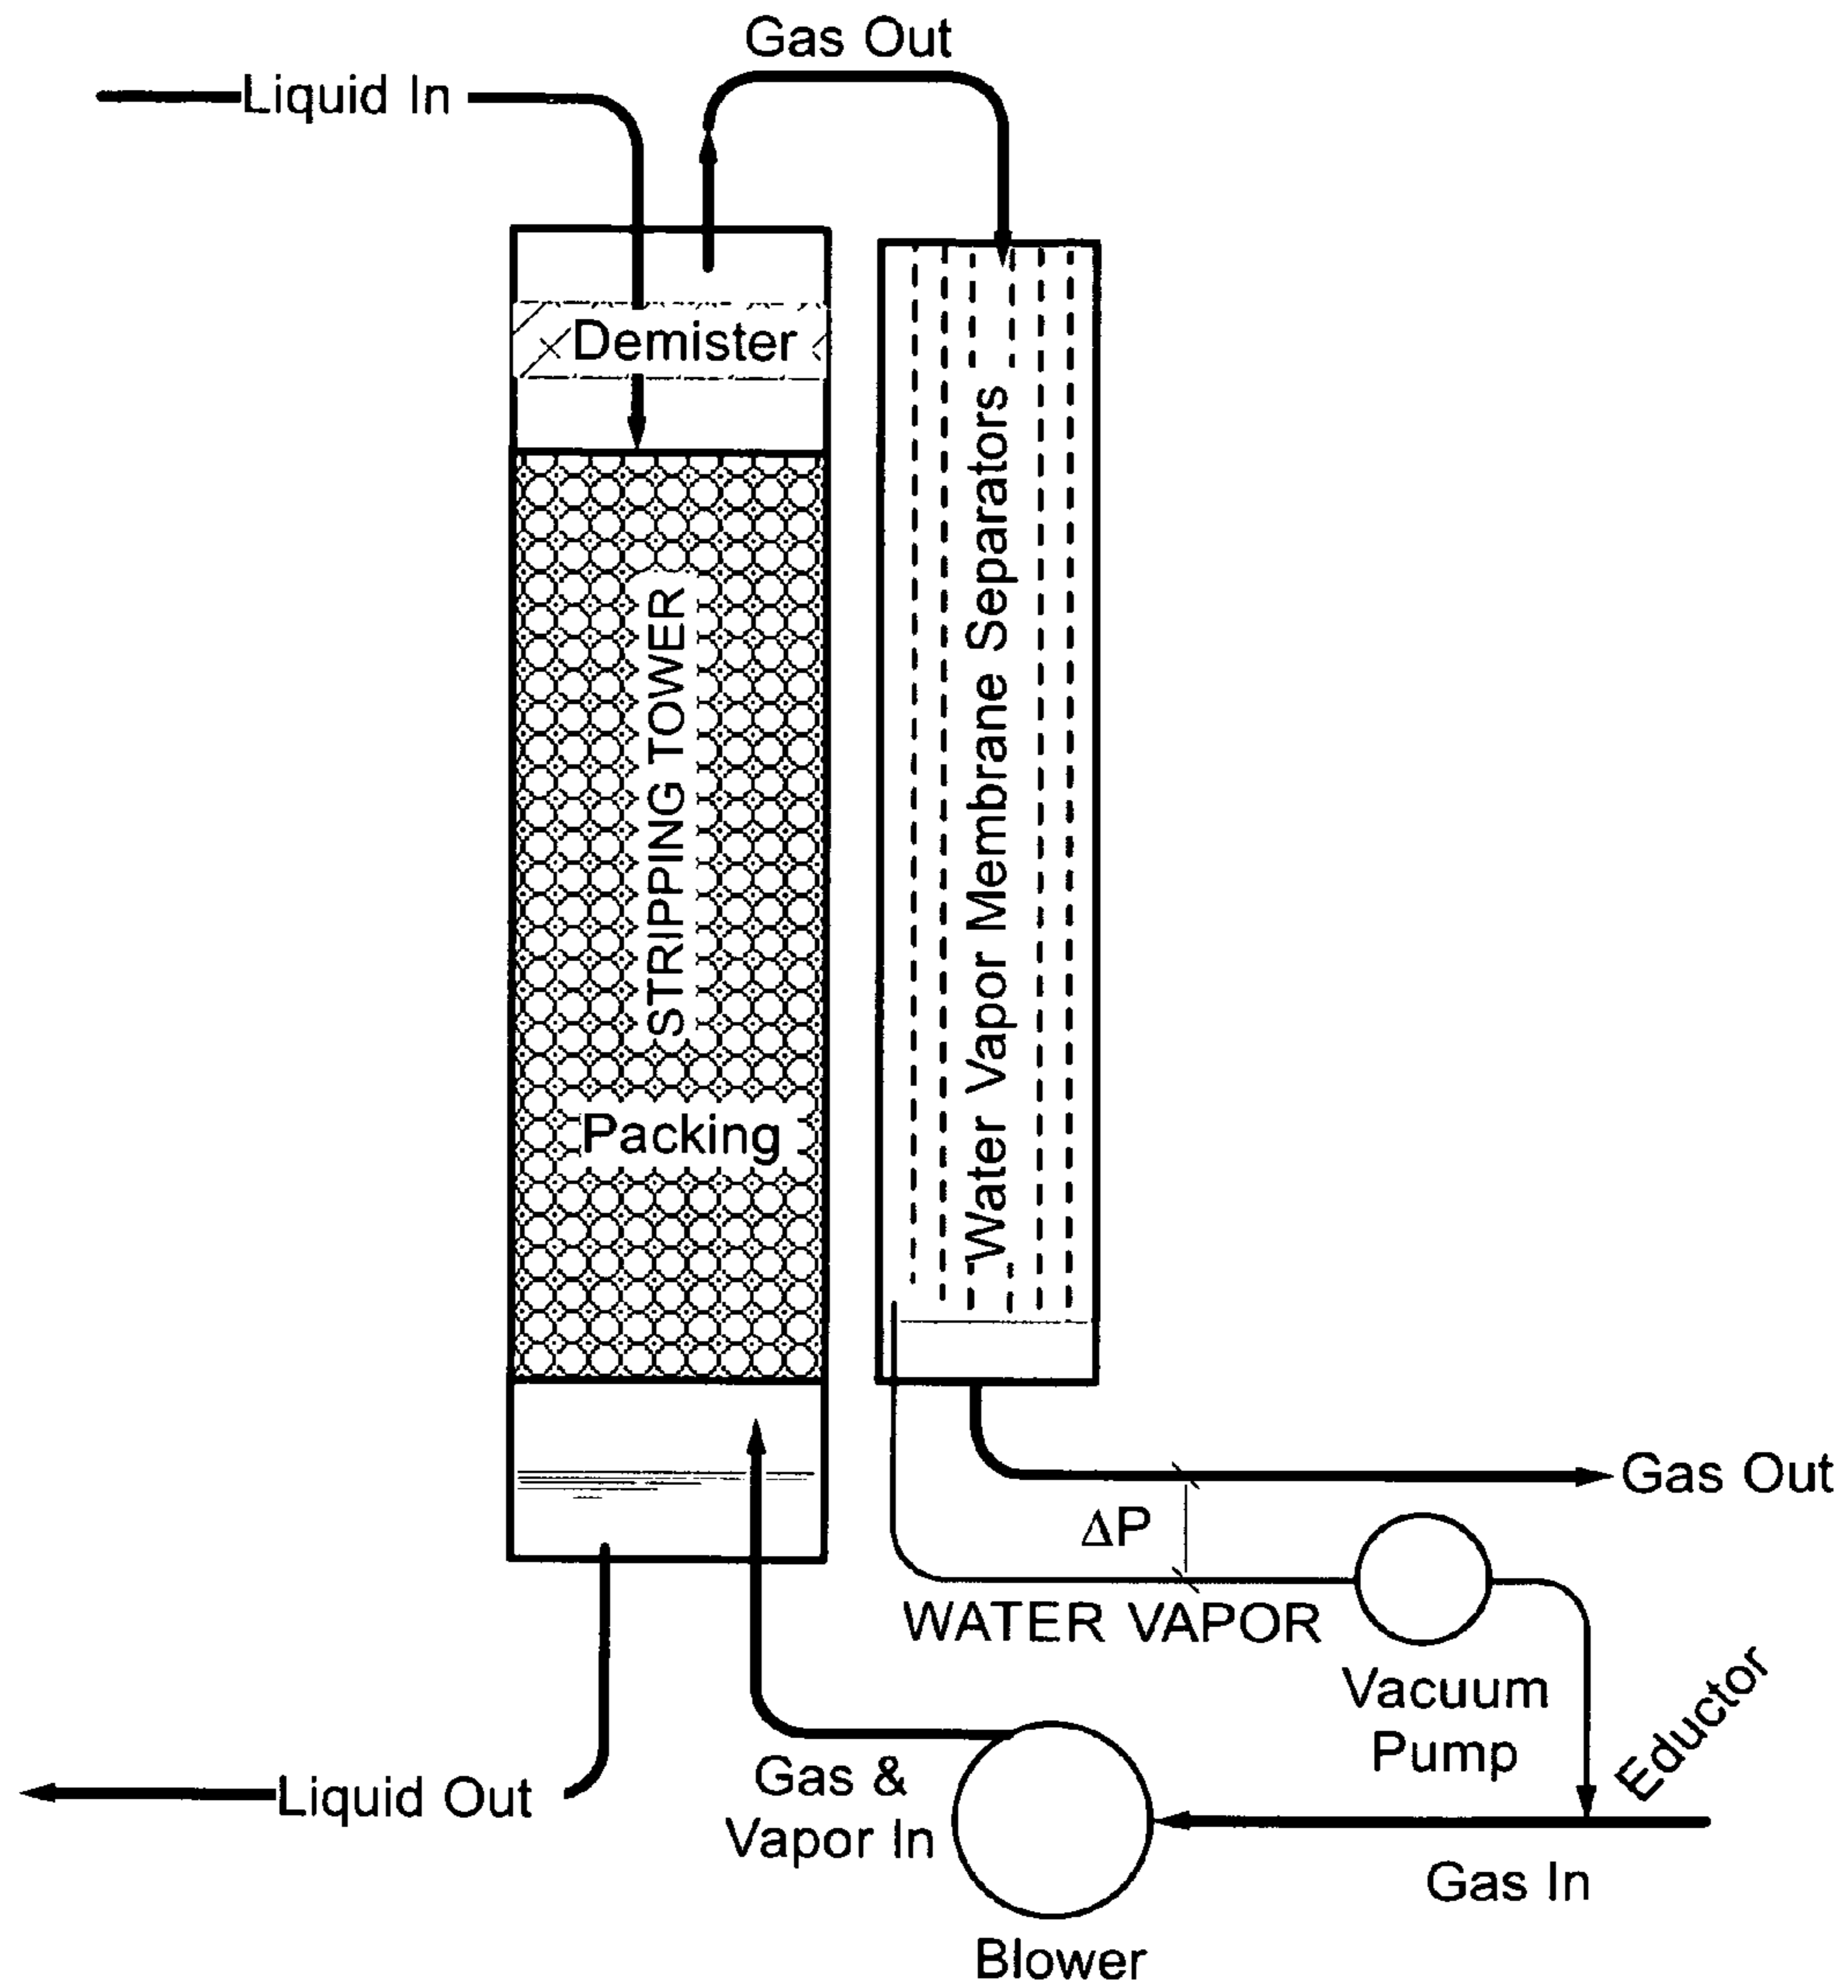 Gas Out
Liquid In
Demister
STRIPPING TOWER
Packing
Water Vapor Membrane Separators
Gas Out
ΔP
WATER VAPOR
Vacuum
Pump
Eductor
Gas &
Vapor In
Liquid Out
Gas In
Blower